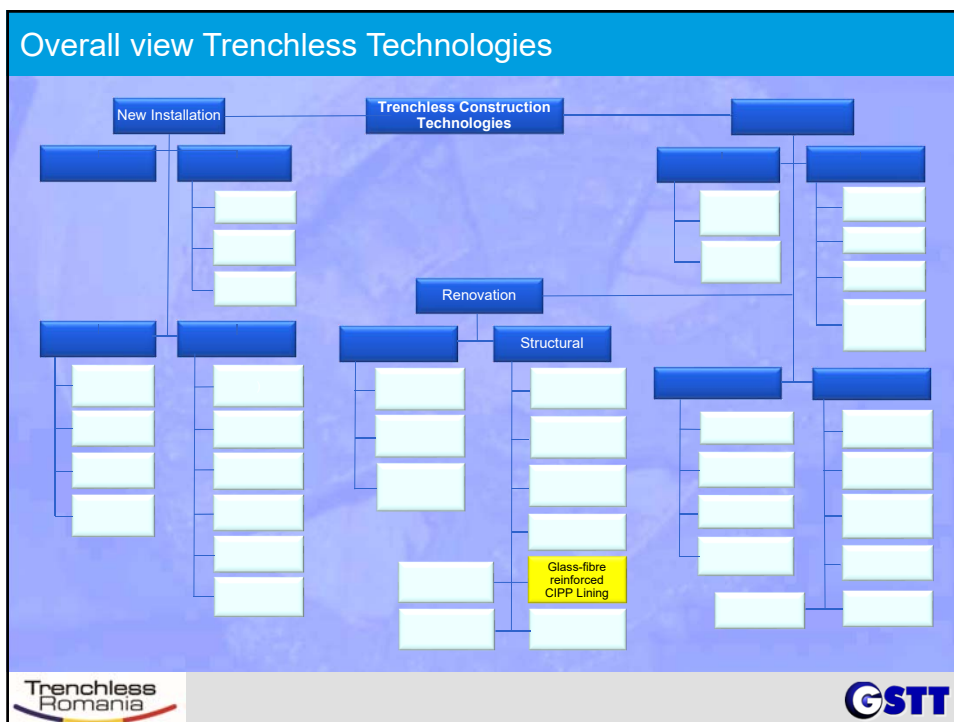 Overall view Trenchless Technologies
New Installation
Trenchless Construction
Technologies
Renovation
Structural
Glass-fibre
reinforced
CIPP Lining
Trenchless
Romania
GSTT